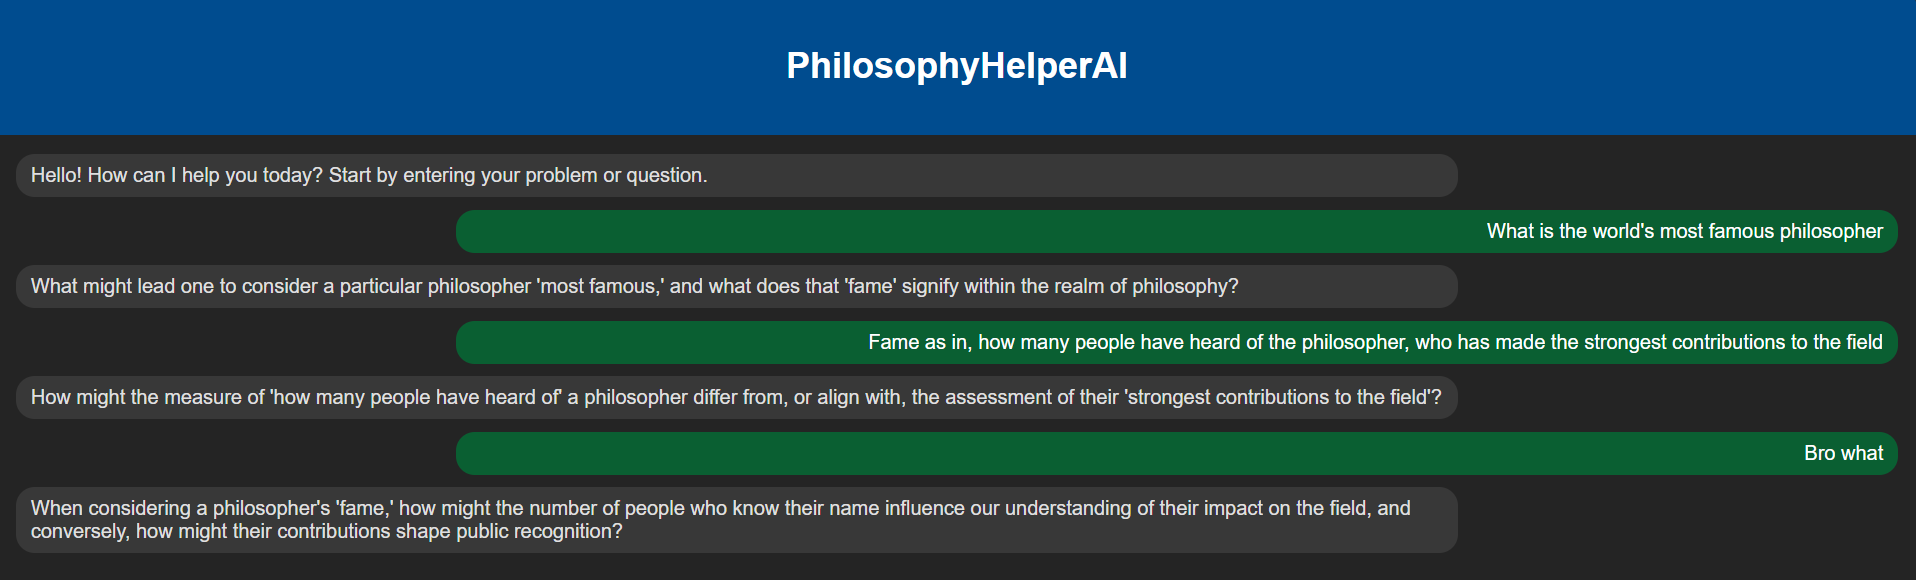 PhilosophyHelperAI
Hello! How can I help you today? Start by entering your problem or question.
What is the world's most famous philosopher
What might lead one to consider a particular philosopher 'most famous,' and what does that 'fame' signify within the realm of philosophy?
Fame as in, how many people have heard of the philosopher, who has made the strongest contributions to the field
How might the measure of 'how many people have heard of' a philosopher differ from, or align with, the assessment of their 'strongest contributions to the field'?
Bro what
When considering a philosopher's 'fame,' how might the number of people who know their name influence our understanding of their impact on the field, and
conversely, how might their contributions shape public recognition?